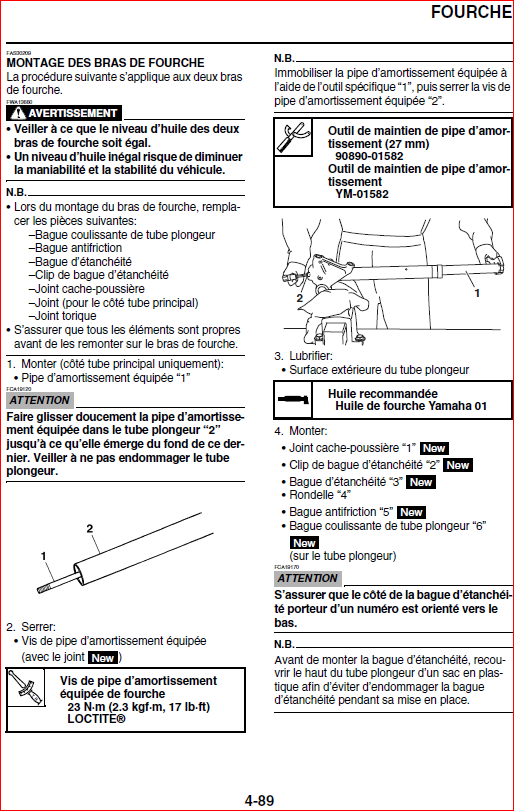 FOURCHE
FAS30209
MONTAGE DES BRAS DE FOURCHE
La procédure suivante s'applique aux deux bras
de fourche.
FWA13660
AVERTISSEMENT
• Veiller à ce que le niveau d'huile des deux
bras de fourche soit égal.
• Un niveau d'huile inégal risque de diminuer
la maniabilité et la stabilité du véhicule.
N.B.
• Lors du montage du bras de fourche, rempla-
cer les pièces suivantes:
–Bague coulissante de tube plongeur
–Bague antifriction
–Bague d'étanchéité
–Clip de bague d'étanchéité
–Joint cache-poussière
–Joint (pour le côté tube principal)
–Joint torique
• S'assurer que tous les éléments sont propres
avant de les remonter sur le bras de fourche.
1. Monter (côté tube principal uniquement):
• Pipe d'amortissement équipée “1”
FCA19120
ATTENTION
Faire glisser doucement la pipe d'amortisse-
ment équipée dans le tube plongeur “2”
jusqu'à ce qu'elle émerge du fond de ce der-
nier. Veiller à ne pas endommager le tube
plongeur.
2
1
2. Serrer:
• Vis de pipe d'amortissement équipée
(avec le joint New )
Vis de pipe d'amortissement
équipée de fourche
23 N·m (2.3 kgf·m, 17 lb·ft)
LOCTITE®
N.B.
Immobiliser la pipe d'amortissement équipée à
l'aide de l'outil spécifique “1”, puis serrer la vis de
pipe d'amortissement équipée “2”.
Outil de maintien de pipe d'amor-
tissement (27 mm)
90890-01582
Outil de maintien de pipe d'amor-
tissement
YM-01582
2
1
3. Lubrifier:
• Surface extérieure du tube plongeur
Huile recommandée
Huile de fourche Yamaha 01
4. Monter:
• Joint cache-poussière “1” New
• Clip de bague d'étanchéité “2” New
• Bague d'étanchéité “3” New
• Rondelle “4”
• Bague antifriction “5” New
• Bague coulissante de tube plongeur “6”
New
(sur le tube plongeur)
FCA19170
ATTENTION
S'assurer que le côté de la bague d'étanchéi-
té porteur d'un numéro est orienté vers le
bas.
N.B.
Avant de monter la bague d'étanchéité, recou-
vrir le haut du tube plongeur d'un sac en plas-
tique afin d'éviter d'endommager la bague
d'étanchéité pendant sa mise en place.
4-89